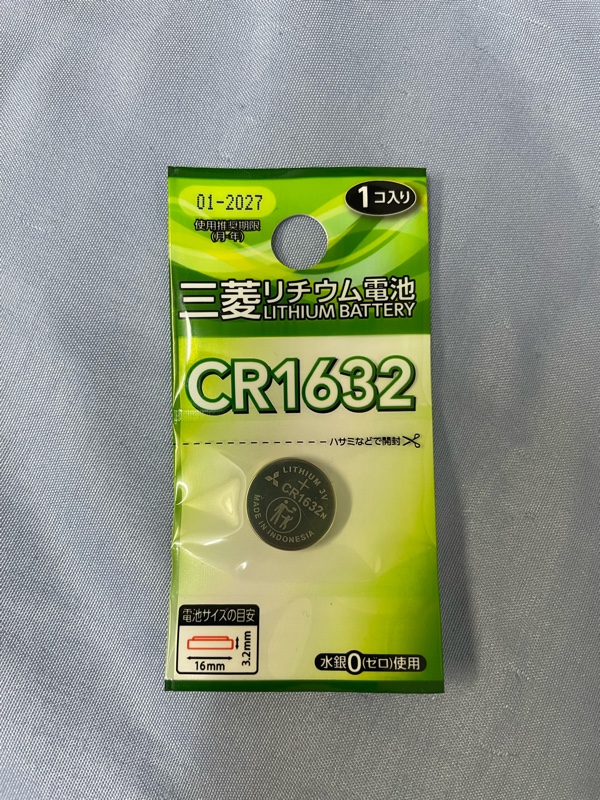 01-2027
使用推奨期限
(月-年)
1コ入り
三菱リチウム電池
LITHIUM BATTERY
CR1632
ハサミなどで開封
LITHIUM 3V
+
CR1632N
MADE IN INDONESIA
電池サイズの目安
3.2mm
16mm
水銀0(ゼロ)使用